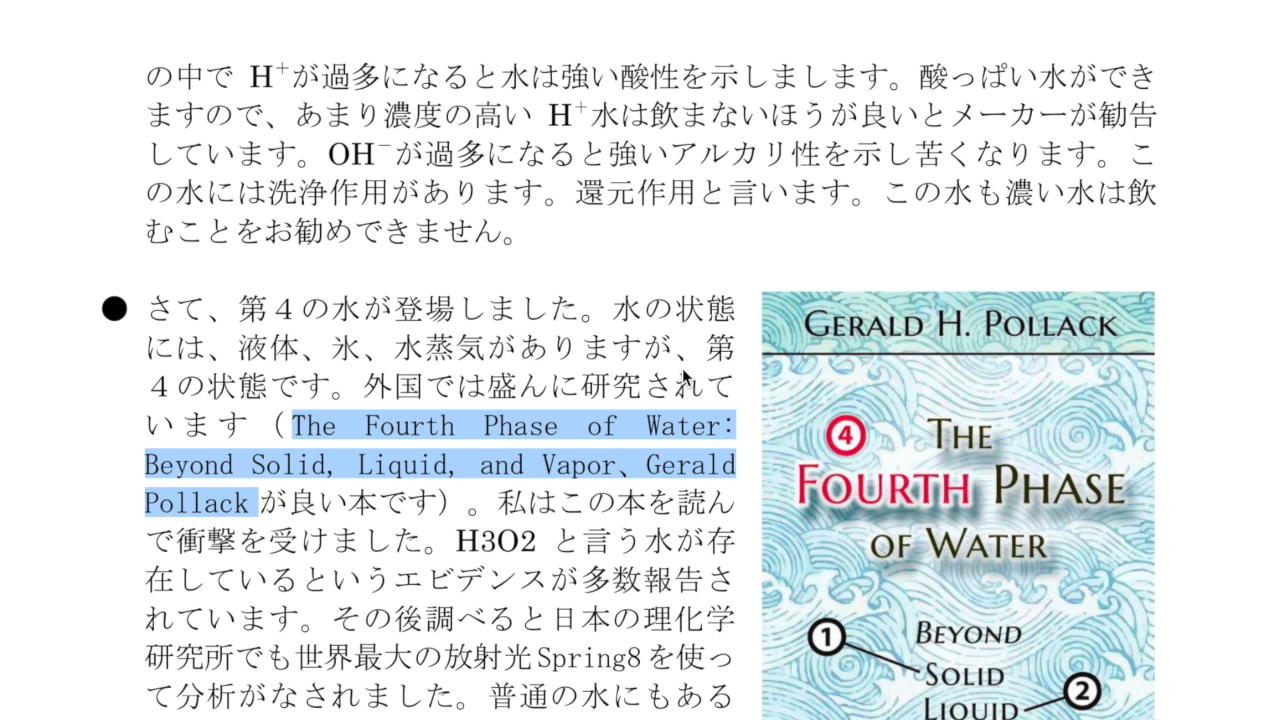 の中で H⁺が過多になると水は強い酸性を示しまします。酸っぱい水ができ
ますので、あまり濃度の高い H⁺水は飲まないほうが良いとメーカーが勧告
しています。OH⁻が過多になると強いアルカリ性を示し苦くなります。こ
の水には洗浄作用があります。還元作用と言います。この水も濃い水は飲
むことをお勧めできません。
● さて、第４の水が登場しました。水の状態
には、液体、氷、水蒸気がありますが、第
４の状態です。外国では盛んに研究されて
います（The Fourth Phase of Water:
Beyond Solid, Liquid, and Vapor、Gerald
Pollack が良い本です）。私はこの本を読ん
で衝撃を受けました。H3O2 と言う水が存
在しているというエビデンスが多数報告さ
れています。その後調べると日本の理化学
研究所でも世界最大の放射光Spring8を使っ
て分析がなされました。普通の水にもある
GERALD H. POLLACK
④ THE
FOURTH PHASE
OF WATER
① BEYOND
SOLID
②
LIQUID